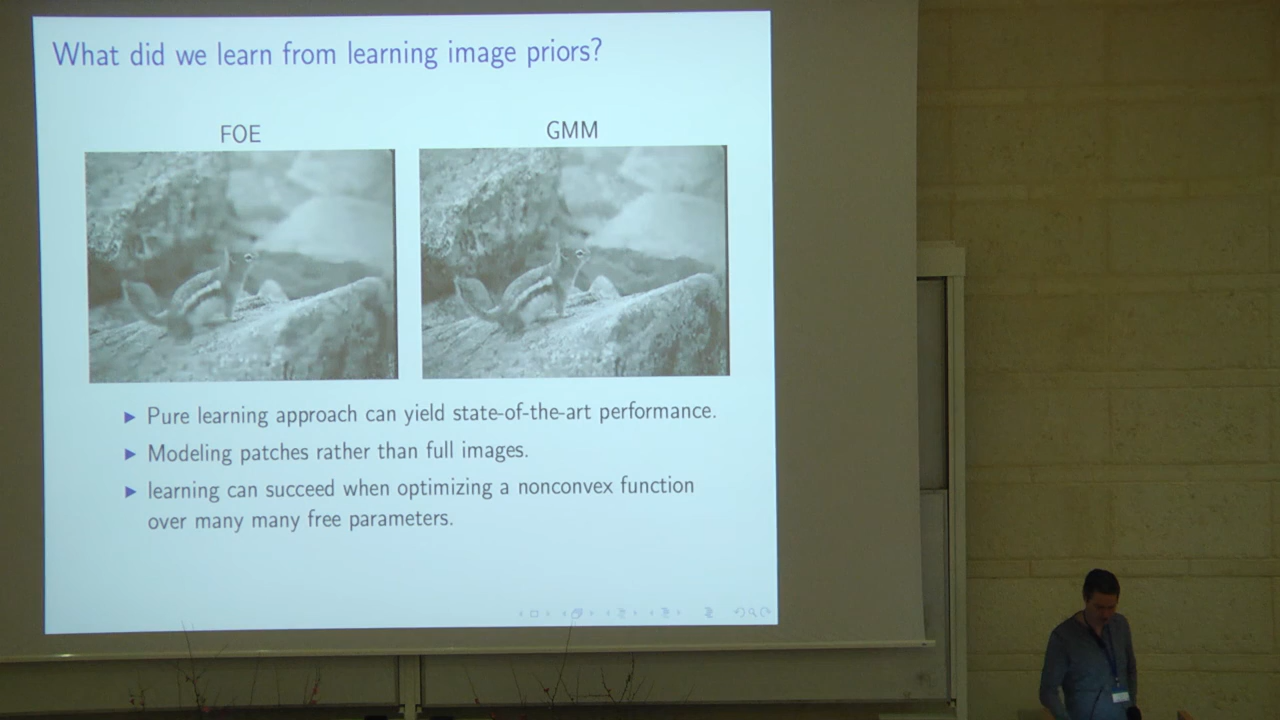 What did we learn from learning image priors?
FOE
GMM
▶ Pure learning approach can yield state-of-the-art performance.
▶ Modeling patches rather than full images.
▶ learning can succeed when optimizing a nonconvex function
over many many free parameters.